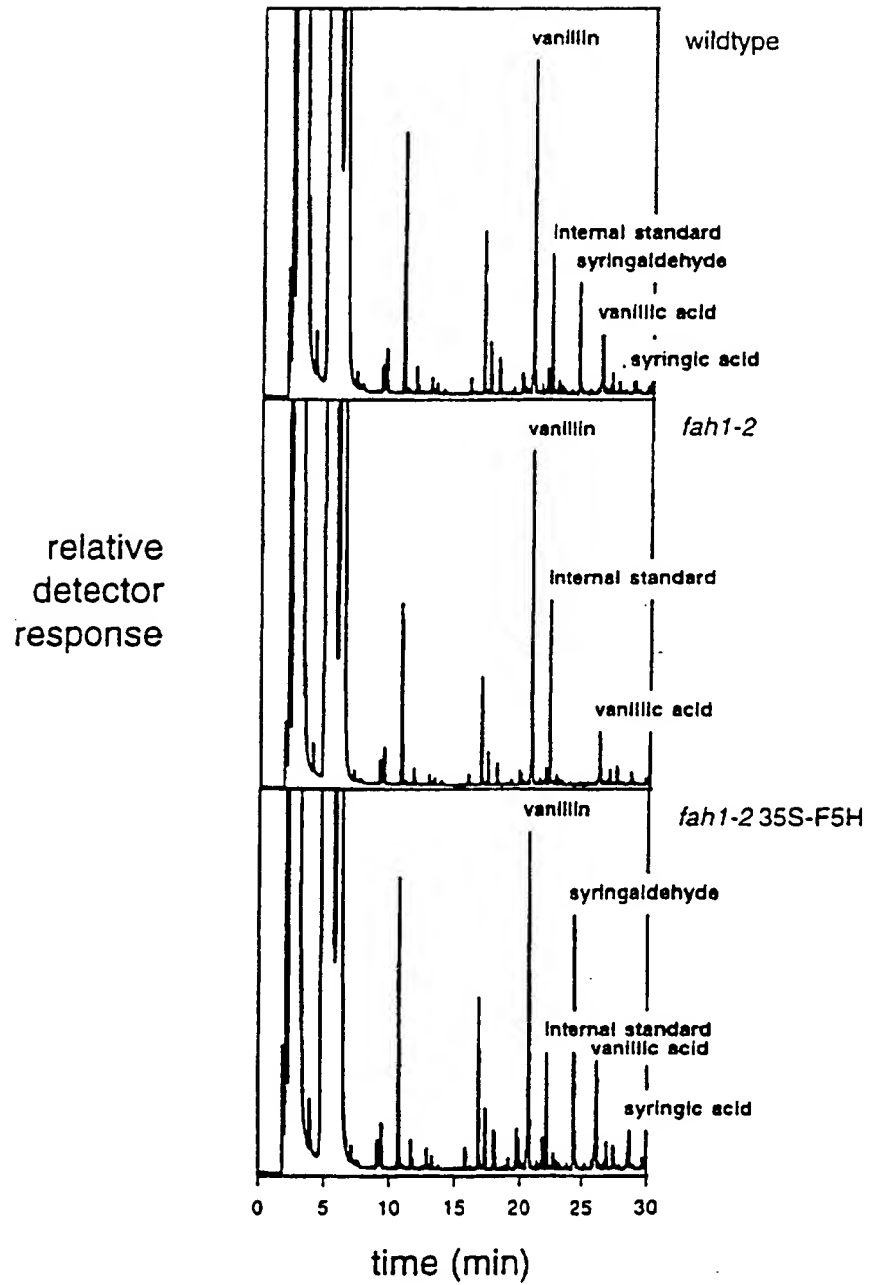 vanillin
wildtype
internal standard
syringaldehyde
vanillic acid
syringic acid
vanillin
fah1-2
internal standard
vanillic acid
relative
detector
response
vanillin
fah1-2 35S-F5H
syringaldehyde
internal standard
vanillic acid
syringic acid
0 5 10 15 20 25 30
time (min)